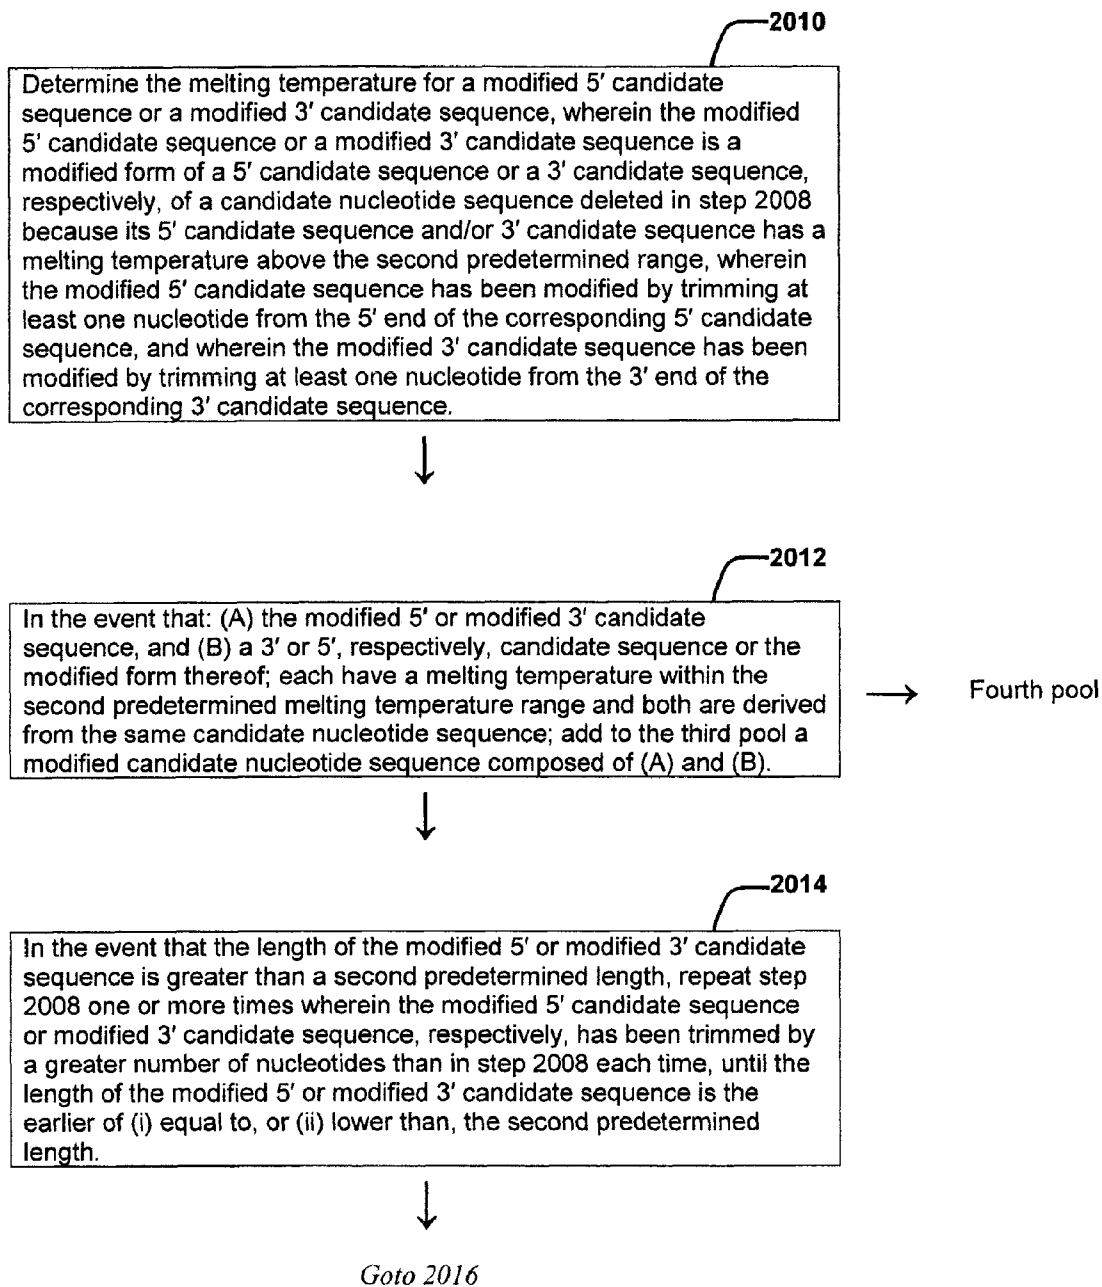 2010
Determine the melting temperature for a modified 5′ candidate
sequence or a modified 3′ candidate sequence, wherein the modified
5′ candidate sequence or a modified 3′ candidate sequence is a
modified form of a 5′ candidate sequence or a 3′ candidate sequence,
respectively, of a candidate nucleotide sequence deleted in step 2008
because its 5′ candidate sequence and/or 3′ candidate sequence has a
melting temperature above the second predetermined range, wherein
the modified 5′ candidate sequence has been modified by trimming at
least one nucleotide from the 5′ end of the corresponding 5′ candidate
sequence, and wherein the modified 3′ candidate sequence has been
modified by trimming at least one nucleotide from the 3′ end of the
corresponding 3′ candidate sequence.
2012
In the event that: (A) the modified 5′ or modified 3′ candidate
sequence, and (B) a 3′ or 5′, respectively, candidate sequence or the
modified form thereof; each have a melting temperature within the
second predetermined melting temperature range and both are derived
from the same candidate nucleotide sequence; add to the third pool a
modified candidate nucleotide sequence composed of (A) and (B).
Fourth pool
2014
In the event that the length of the modified 5′ or modified 3′ candidate
sequence is greater than a second predetermined length, repeat step
2008 one or more times wherein the modified 5′ candidate sequence
or modified 3′ candidate sequence, respectively, has been trimmed by
a greater number of nucleotides than in step 2008 each time, until the
length of the modified 5′ or modified 3′ candidate sequence is the
earlier of (i) equal to, or (ii) lower than, the second predetermined
length.
Goto 2016